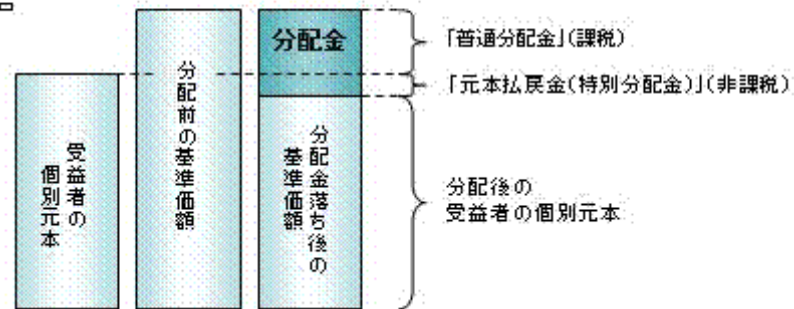 受益者の
個別元本
分配前の基準価額
分配金
分配金落ち後の
基準価額
「普通分配金」(課税)
「元本払戻金(特別分配金)」(非課税)
分配後の
受益者の個別元本